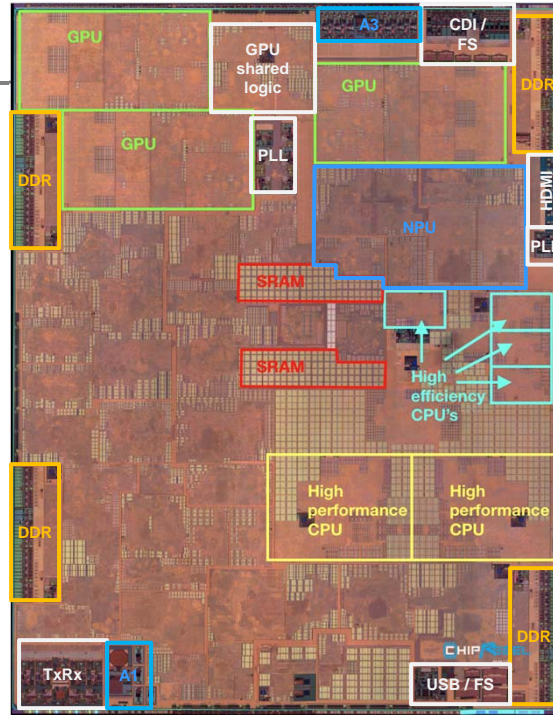 GPU
GPU
shared
logic
A3
CDI /
FS
DDR
GPU
GPU
PLL
DDR
HDMI
NPU
PLL
SRAM
SRAM
High
efficiency
CPU's
High
performance
CPU
High
performance
CPU
DDR
DDR
CHIPREBEL
TxRx
A1
USB / FS